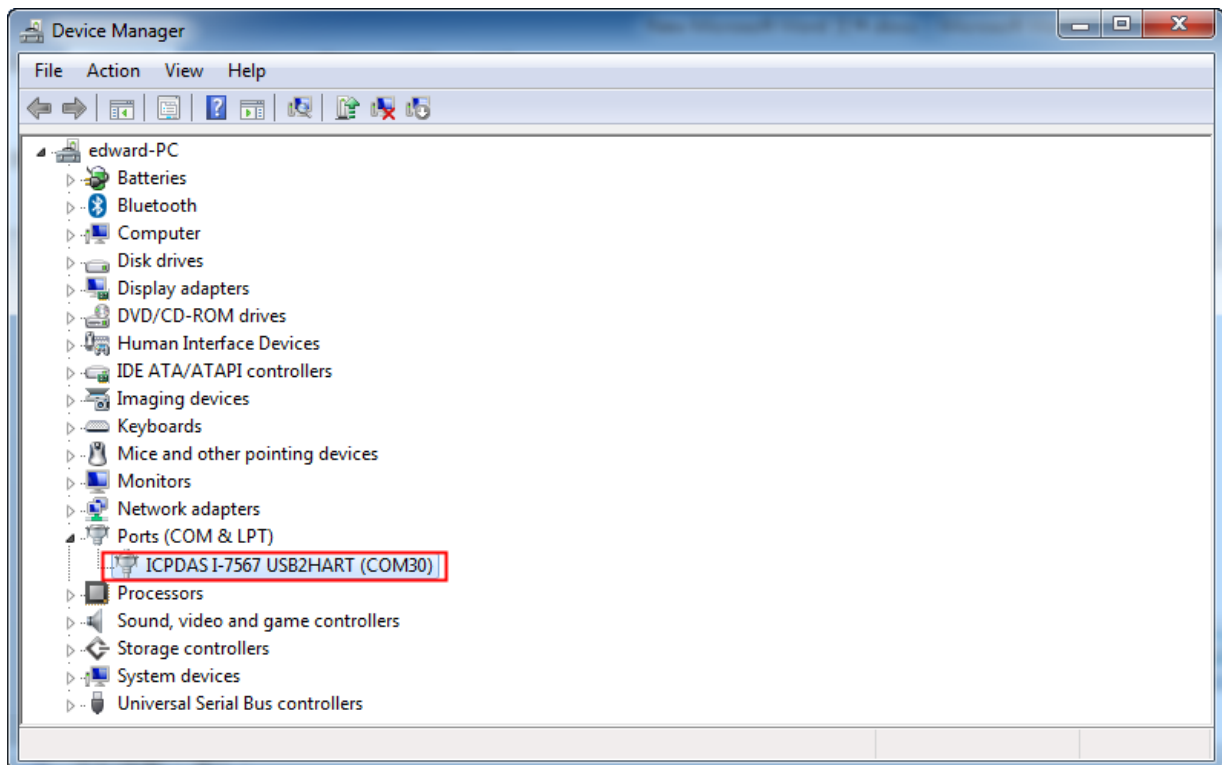 Device Manager
File Action View Help
edward-PC
Batteries
Bluetooth
Computer
Disk drives
Display adapters
DVD/CD-ROM drives
Human Interface Devices
IDE ATA/ATAPI controllers
Imaging devices
Keyboards
Mice and other pointing devices
Monitors
Network adapters
Ports (COM & LPT)
ICPDAS I-7567 USB2HART (COM30)
Processors
Sound, video and game controllers
Storage controllers
System devices
Universal Serial Bus controllers